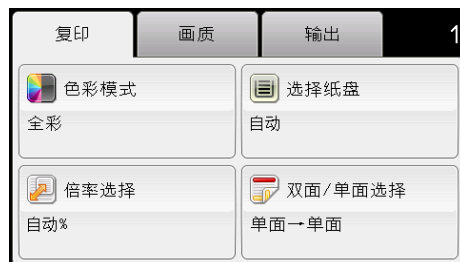 复印 画质 输出 1
色彩模式 选择纸盘
全彩 自动
倍率选择 双面/单面选择
自动% 单面→单面